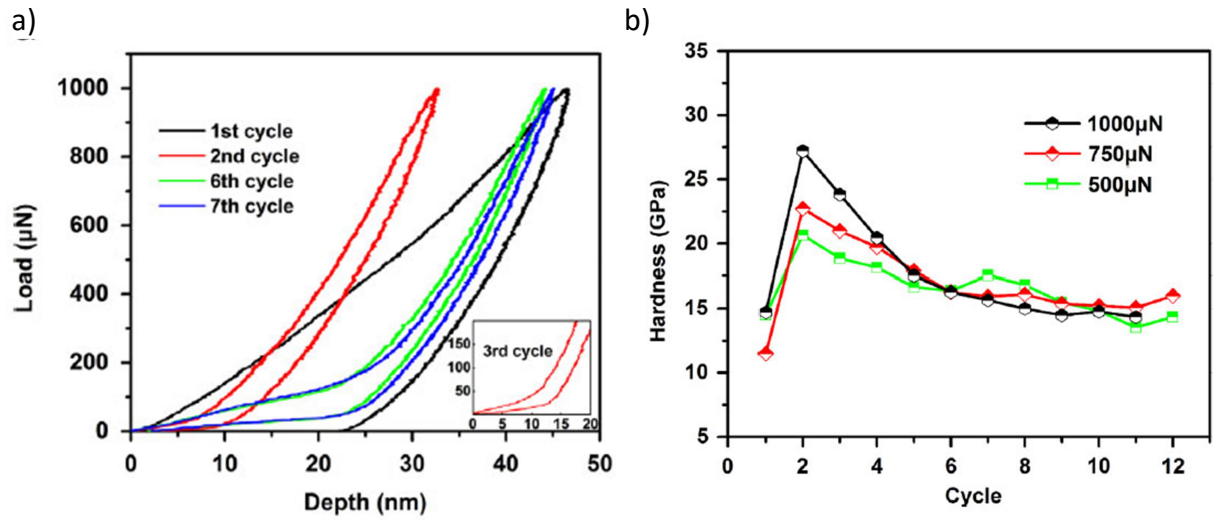 a)
1000
800
600
400
200
0
Load (µN)
1st cycle
2nd cycle
6th cycle
7th cycle
3rd cycle
150
100
50
0 5 10 15 20
0 10 20 30 40 50
Depth (nm)
b)
35
30
25
20
15
10
5
Hardness (GPa)
1000µN
750µN
500µN
0 2 4 6 8 10 12
Cycle